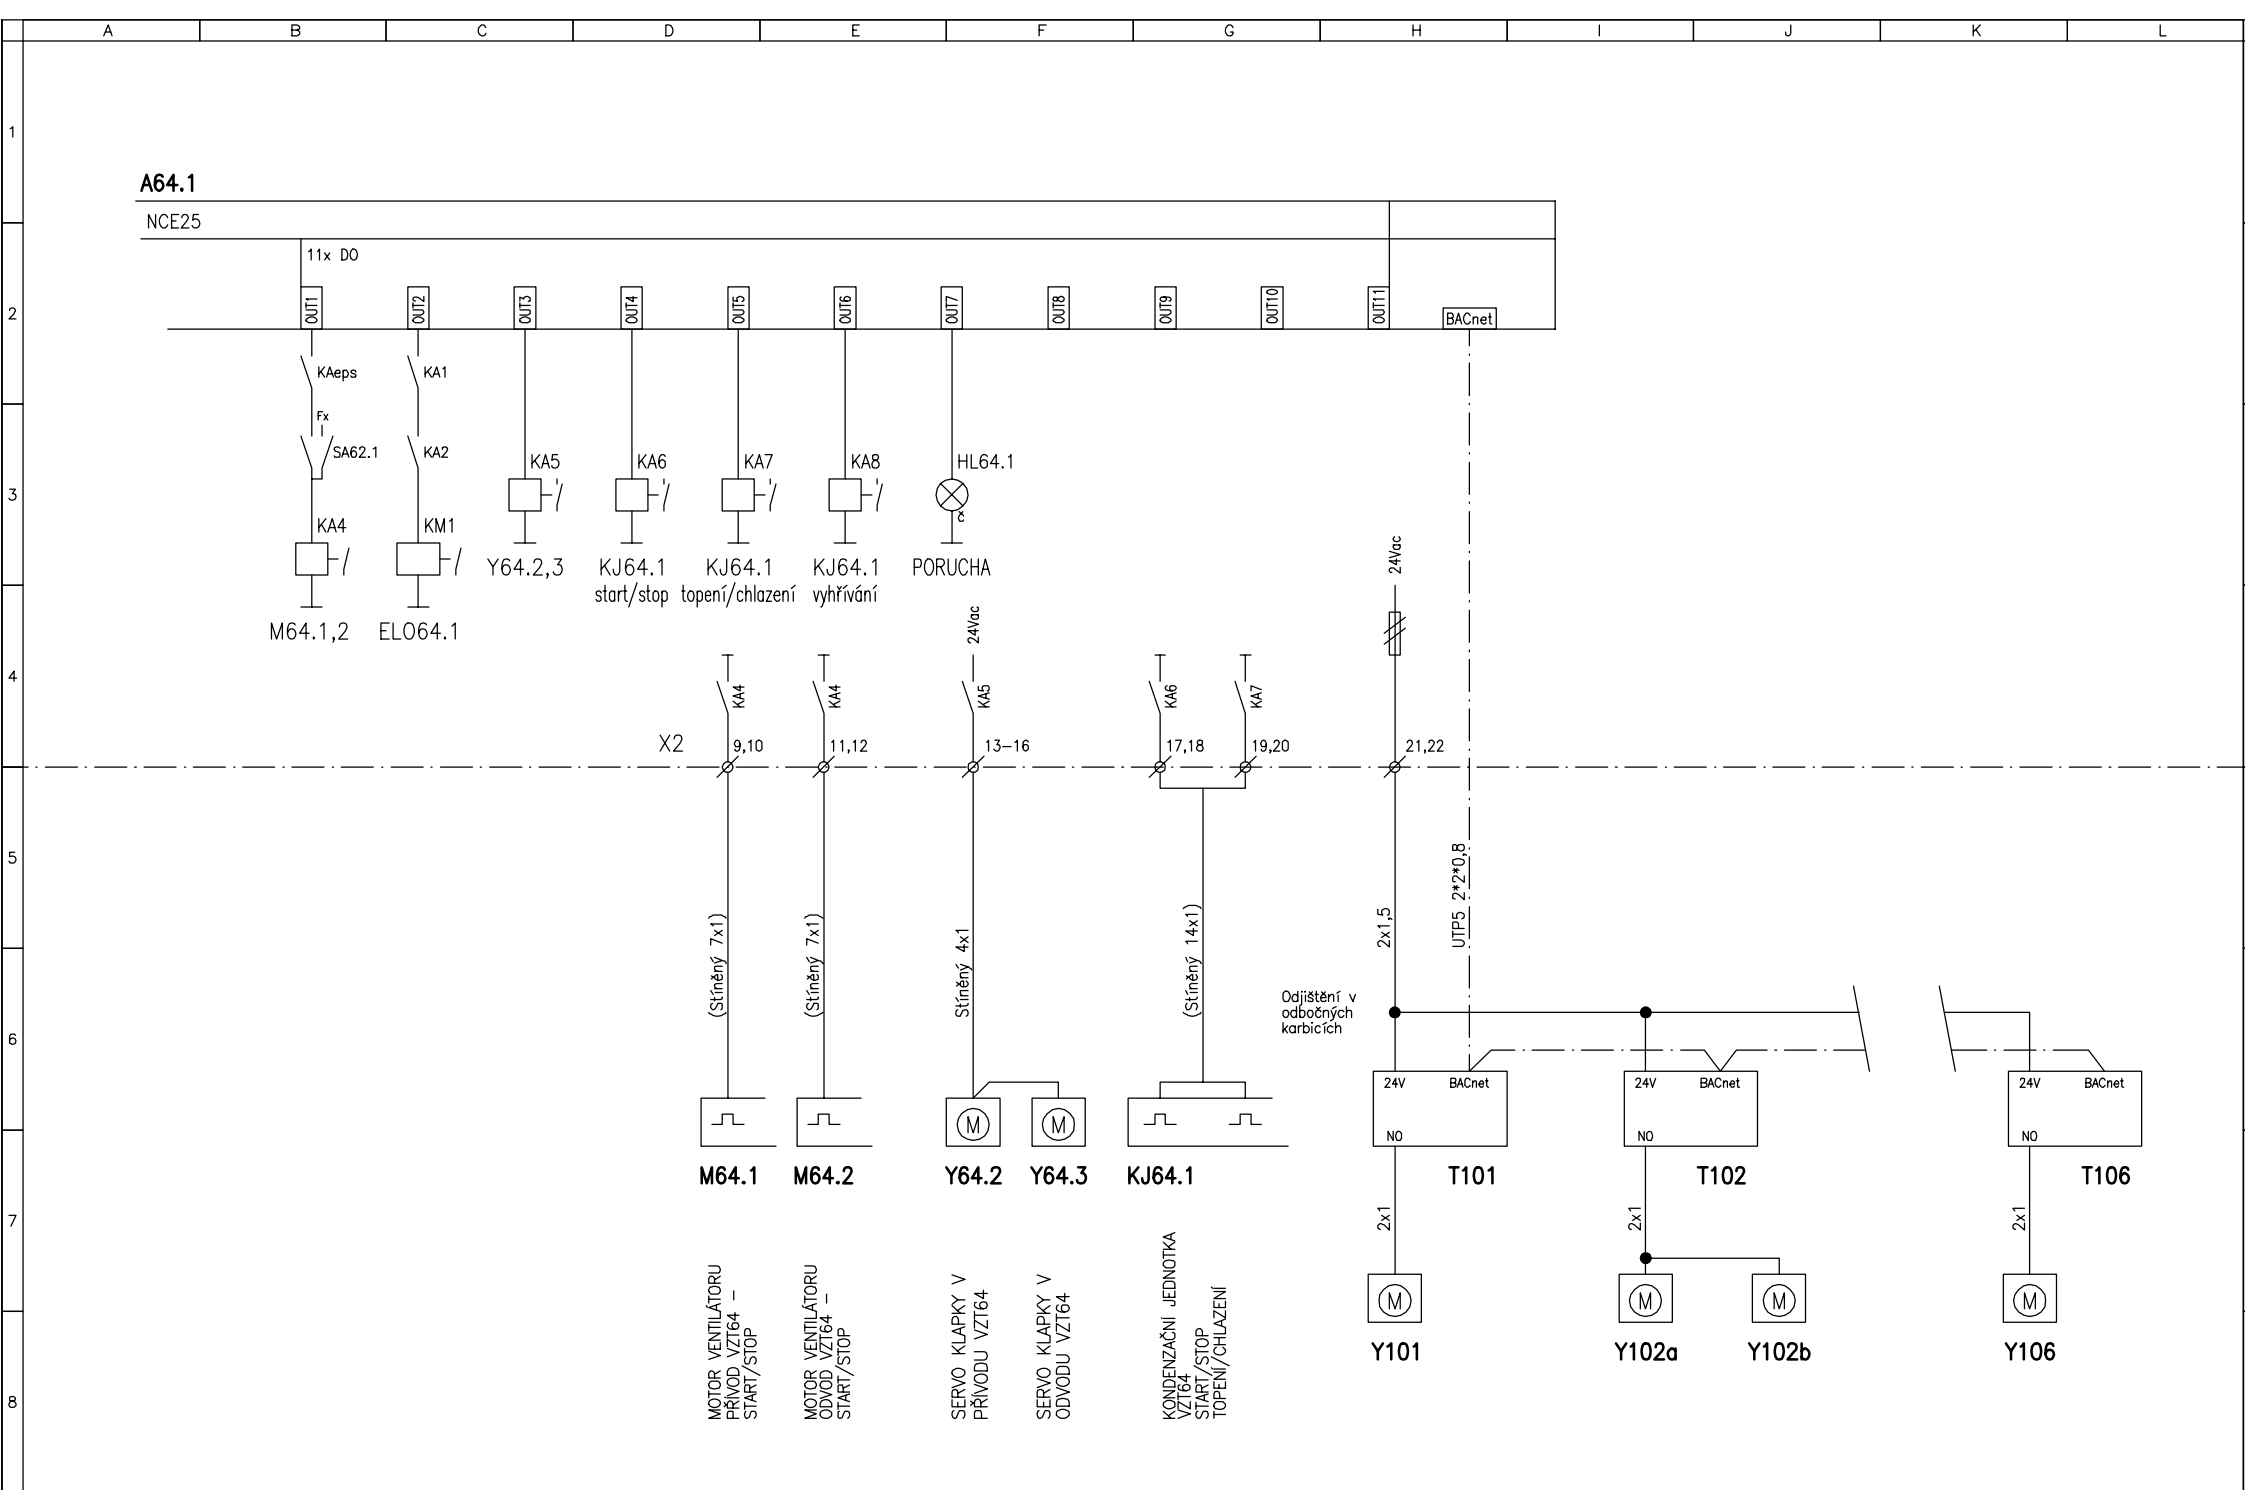 A
B
C
D
E
F
G
H
I
J
K
L
1
A64.1
NCE25
11x DO
2
OUT1
OUT2
OUT3
OUT4
OUT5
OUT6
OUT7
OUT8
OUT9
OUT10
OUT11
BACnet
KAeps
KA1
Fx
SA62.1
KA2
KA5
KA6
KA7
KA8
HL64.1
3
č
KA4
KM1
Y64.2,3
KJ64.1
start/stop
KJ64.1
topení/chlazení
KJ64.1
vyhřívání
PORUCHA
M64.1,2
ELO64.1
24Vac
24Vac
4
KA4
KA4
KA5
KA6
KA7
X2
9,10
11,12
13-16
17,18
19,20
21,22
5
(Stíněný 7x1)
(Stíněný 7x1)
Stíněný 4x1
(Stíněný 14x1)
2x1,5
UTP5 2*2*0,8
Odjištění v
odbočných
karbicích
6
24V
BACnet
NO
24V
BACnet
NO
24V
BACnet
NO
M
M
M64.1
M64.2
Y64.2
Y64.3
KJ64.1
T101
T102
T106
7
2x1
2x1
2x1
MOTOR VENTILÁTORU
PŘÍVOD VZT64 -
START/STOP
MOTOR VENTILÁTORU
ODVOD VZT64 -
START/STOP
SERVO KLAPKY V
PŘÍVODU VZT64
SERVO KLAPKY V
ODVODU VZT64
KONDENZAČNÍ JEDNOTKA
VZT64
START/STOP
TOPENÍ/CHLAZENÍ
M
M
M
M
Y101
Y102a
Y102b
Y106
8